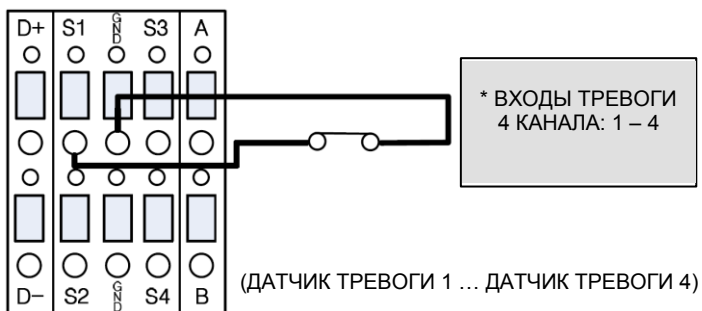 D+ S1 GND S3 A
* ВХОДЫ ТРЕВОГИ
4 КАНАЛА: 1 – 4
(ДАТЧИК ТРЕВОГИ 1 … ДАТЧИК ТРЕВОГИ 4)
D− S2 GND S4 B